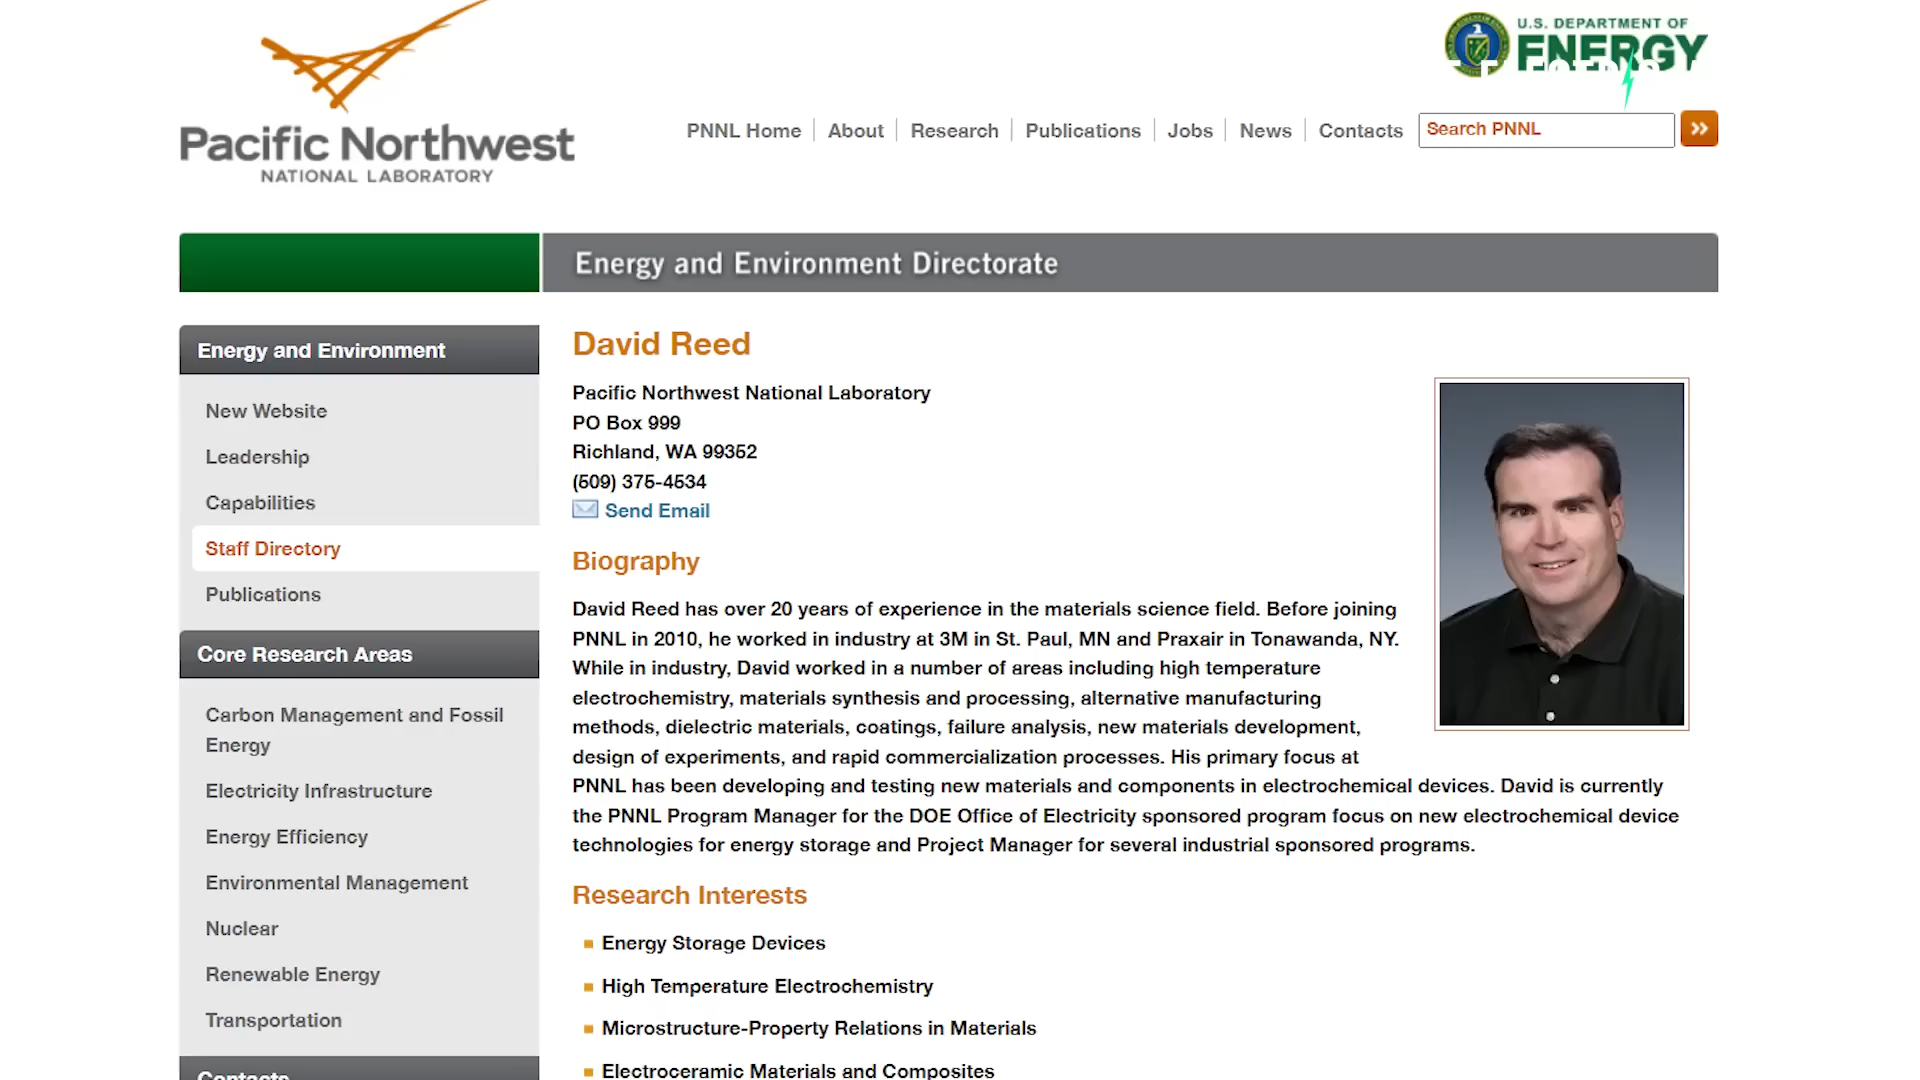 U.S. DEPARTMENT OF
ENERGY
Pacific Northwest
NATIONAL LABORATORY
PNNL Home
About
Research
Publications
Jobs
News
Contacts
Search PNNL
Energy and Environment Directorate
Energy and Environment
New Website
Leadership
Capabilities
Staff Directory
Publications
Core Research Areas
Carbon Management and Fossil
Energy
Electricity Infrastructure
Energy Efficiency
Environmental Management
Nuclear
Renewable Energy
Transportation
Contacts
David Reed
Pacific Northwest National Laboratory
PO Box 999
Richland, WA 99352
(509) 375-4534
Send Email
Biography
David Reed has over 20 years of experience in the materials science field. Before joining
PNNL in 2010, he worked in industry at 3M in St. Paul, MN and Praxair in Tonawanda, NY.
While in industry, David worked in a number of areas including high temperature
electrochemistry, materials synthesis and processing, alternative manufacturing
methods, dielectric materials, coatings, failure analysis, new materials development,
design of experiments, and rapid commercialization processes. His primary focus at
PNNL has been developing and testing new materials and components in electrochemical devices. David is currently
the PNNL Program Manager for the DOE Office of Electricity sponsored program focus on new electrochemical device
technologies for energy storage and Project Manager for several industrial sponsored programs.
Research Interests
Energy Storage Devices
High Temperature Electrochemistry
Microstructure-Property Relations in Materials
Electroceramic Materials and Composites